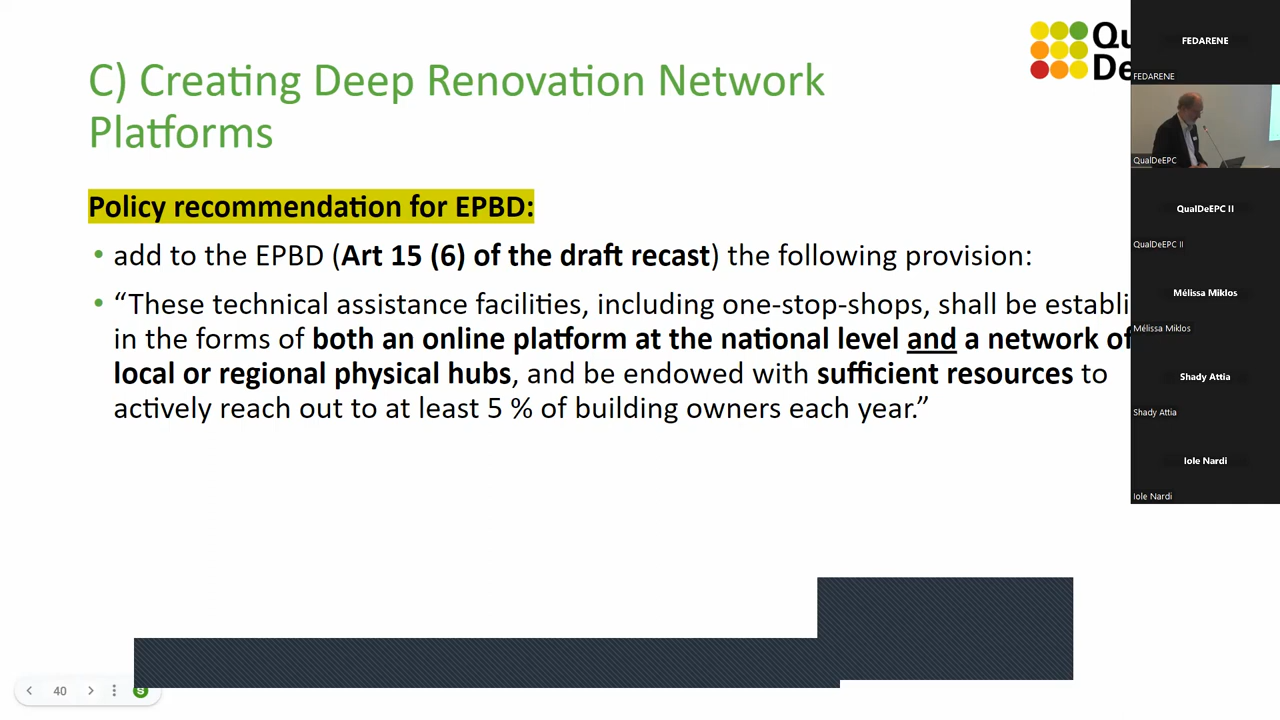 C) Creating Deep Renovation Network
Platforms
Policy recommendation for EPBD:
• add to the EPBD (Art 15 (6) of the draft recast) the following provision:
• “These technical assistance facilities, including one-stop-shops, shall be
in the forms of both an online platform at the national level and a network of
local or regional physical hubs, and be endowed with sufficient resources to
actively reach out to at least 5 % of building owners each year.”
40
S
FEDARENE
FEDARENE
QualDeEPC
QualDeEPC II
QualDeEPC II
Mélissa Miklos
Mélissa Miklos
Shady Attia
Shady Attia
Iole Nardi
Iole Nardi